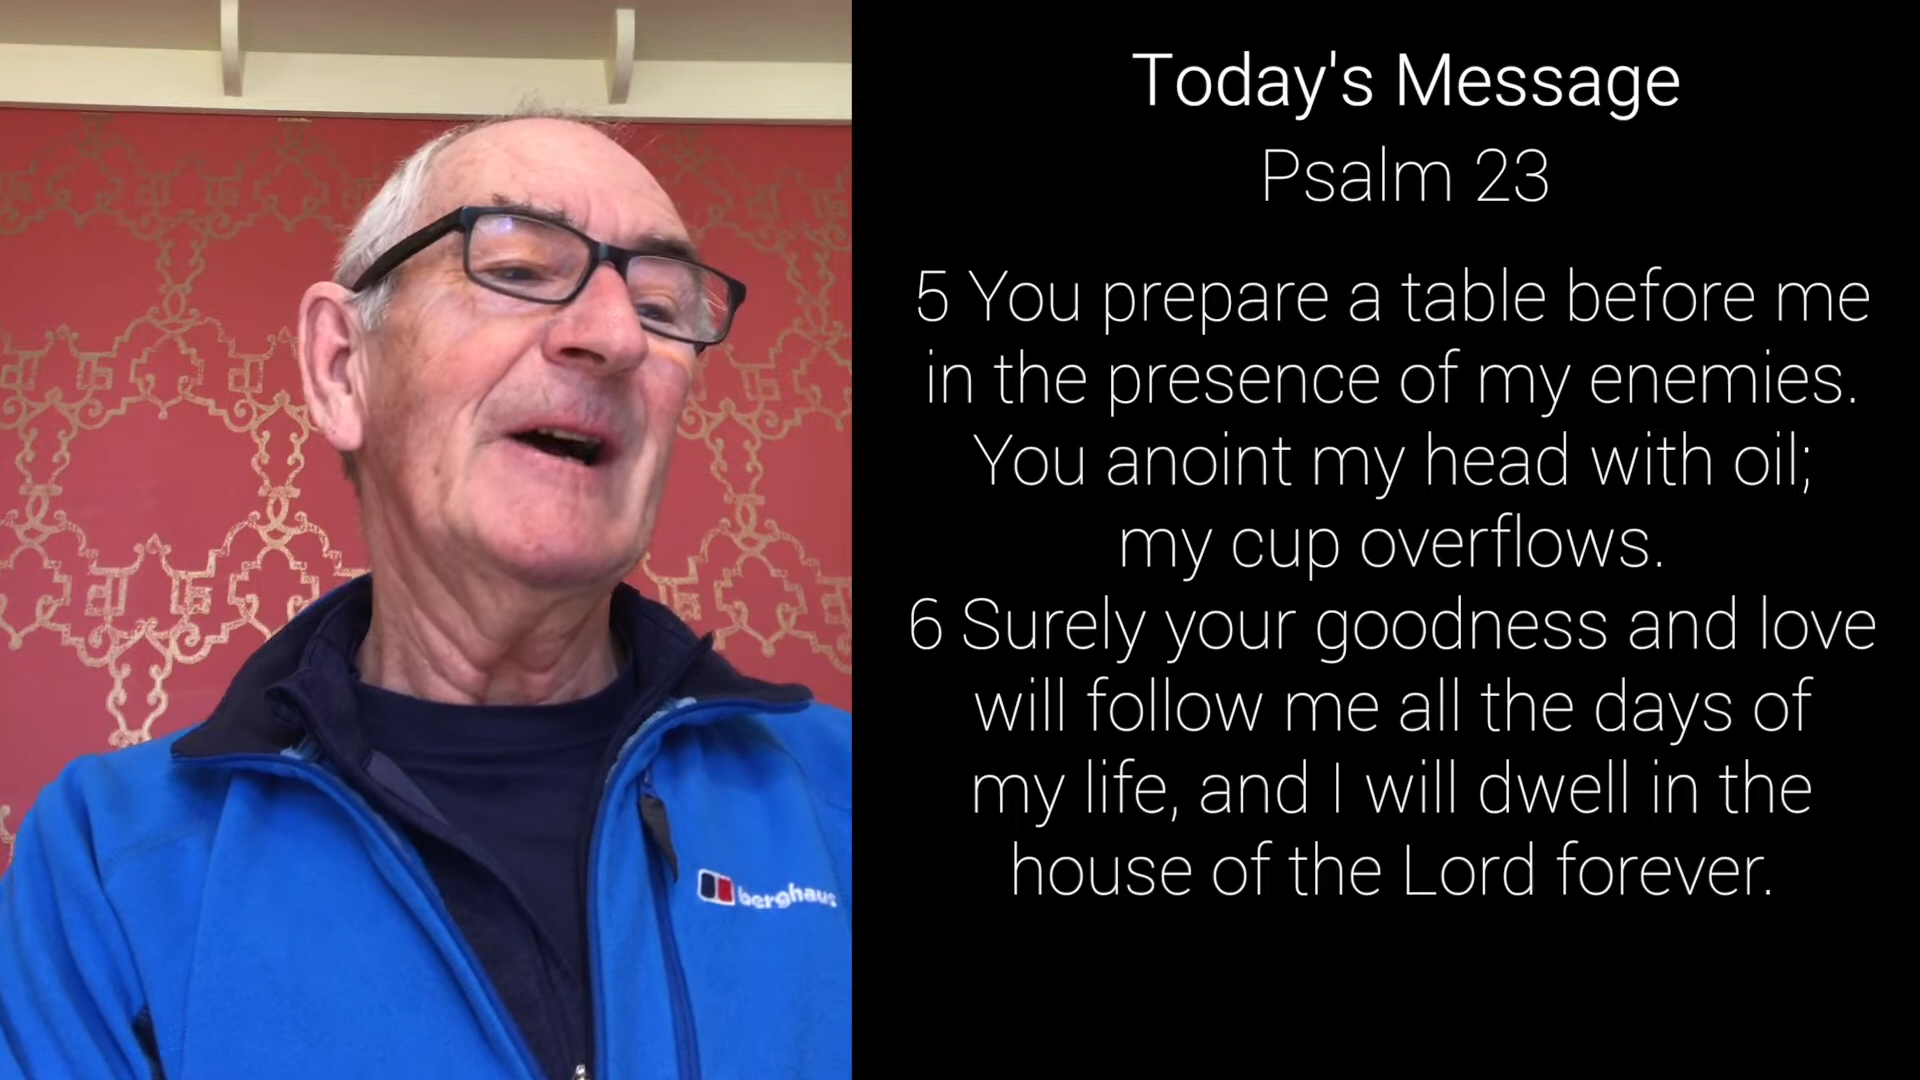 Today's Message
Psalm 23
5 You prepare a table before me
in the presence of my enemies.
You anoint my head with oil;
my cup overflows.
6 Surely your goodness and love
will follow me all the days of
my life, and I will dwell in the
house of the Lord forever.
berghaus